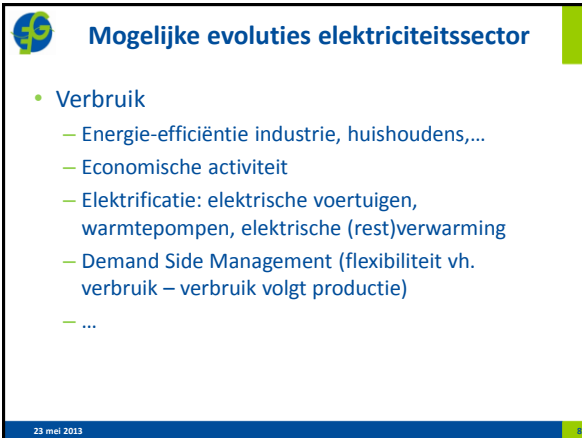 Mogelijke evoluties elektriciteitssector
• Verbruik
– Energie-efficiëntie industrie, huishoudens,…
– Economische activiteit
– Elektrificatie: elektrische voertuigen,
warmtepompen, elektrische (rest)verwarming
– Demand Side Management (flexibiliteit vh.
verbruik – verbruik volgt productie)
– …
23 mei 2013
8